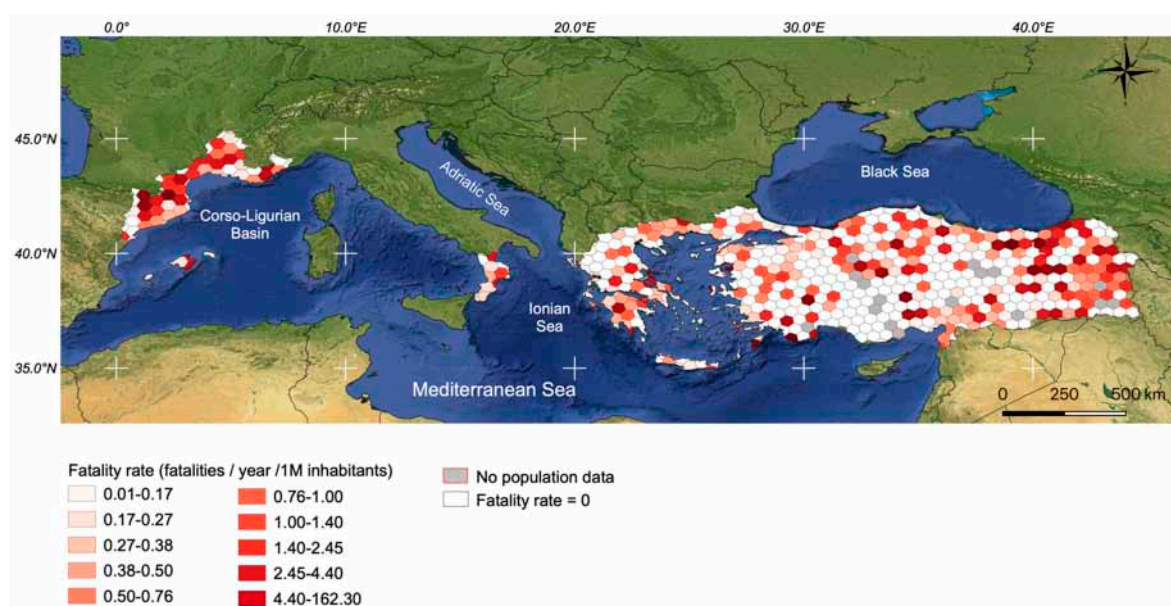 0.0° 10.0°E 20.0°E 30.0°E 40.0°E
45.0°N
Black Sea
Adriatic Sea
Corso-Ligurian
Basin
40.0°N
Ionian
Sea
35.0°N
Mediterranean Sea
0 250 500 km
Fatality rate (fatalities / year /1M inhabitants)
0.01-0.17
0.17-0.27
0.27-0.38
0.38-0.50
0.50-0.76
0.76-1.00
1.00-1.40
1.40-2.45
2.45-4.40
4.40-162.30
No population data
Fatality rate = 0